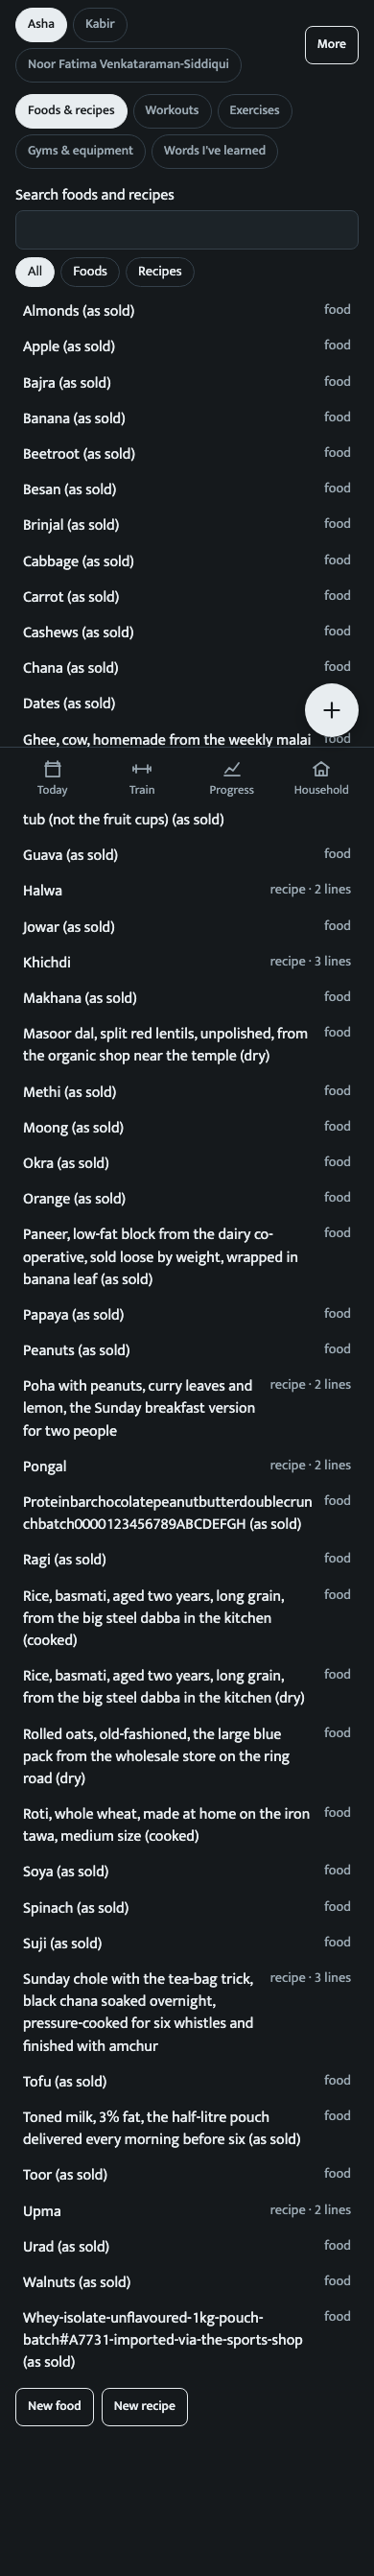 Asha
Kabir
Noor Fatima Venkataraman-Siddiqui
More
Foods & recipes
Workouts
Exercises
Gyms & equipment
Words I've learned
Search foods and recipes
All
Foods
Recipes
Almonds (as sold) food
Apple (as sold) food
Bajra (as sold) food
Banana (as sold) food
Beetroot (as sold) food
Besan (as sold) food
Brinjal (as sold) food
Cabbage (as sold) food
Carrot (as sold) food
Cashews (as sold) food
Chana (as sold) food
Dates (as sold)
Ghee, cow, homemade from the weekly malai food
Today
Train
Progress
Household
tub (not the fruit cups) (as sold)
Guava (as sold) food
Halwa recipe · 2 lines
Jowar (as sold) food
Khichdi recipe · 3 lines
Makhana (as sold) food
Masoor dal, split red lentils, unpolished, from food
the organic shop near the temple (dry)
Methi (as sold) food
Moong (as sold) food
Okra (as sold) food
Orange (as sold) food
Paneer, low-fat block from the dairy co- food
operative, sold loose by weight, wrapped in
banana leaf (as sold)
Papaya (as sold) food
Peanuts (as sold) food
Poha with peanuts, curry leaves and recipe · 2 lines
lemon, the Sunday breakfast version
for two people
Pongal recipe · 2 lines
Proteinbarchocolatepeanutbutterdoublecrun food
chbatch0000123456789ABCDEFGH (as sold)
Ragi (as sold) food
Rice, basmati, aged two years, long grain, food
from the big steel dabba in the kitchen
(cooked)
Rice, basmati, aged two years, long grain, food
from the big steel dabba in the kitchen (dry)
Rolled oats, old-fashioned, the large blue food
pack from the wholesale store on the ring
road (dry)
Roti, whole wheat, made at home on the iron food
tawa, medium size (cooked)
Soya (as sold) food
Spinach (as sold) food
Suji (as sold) food
Sunday chole with the tea-bag trick, recipe · 3 lines
black chana soaked overnight,
pressure-cooked for six whistles and
finished with amchur
Tofu (as sold) food
Toned milk, 3% fat, the half-litre pouch food
delivered every morning before six (as sold)
Toor (as sold) food
Upma recipe · 2 lines
Urad (as sold) food
Walnuts (as sold) food
Whey-isolate-unflavoured-1kg-pouch- food
batch#A7731-imported-via-the-sports-shop
(as sold)
New food
New recipe